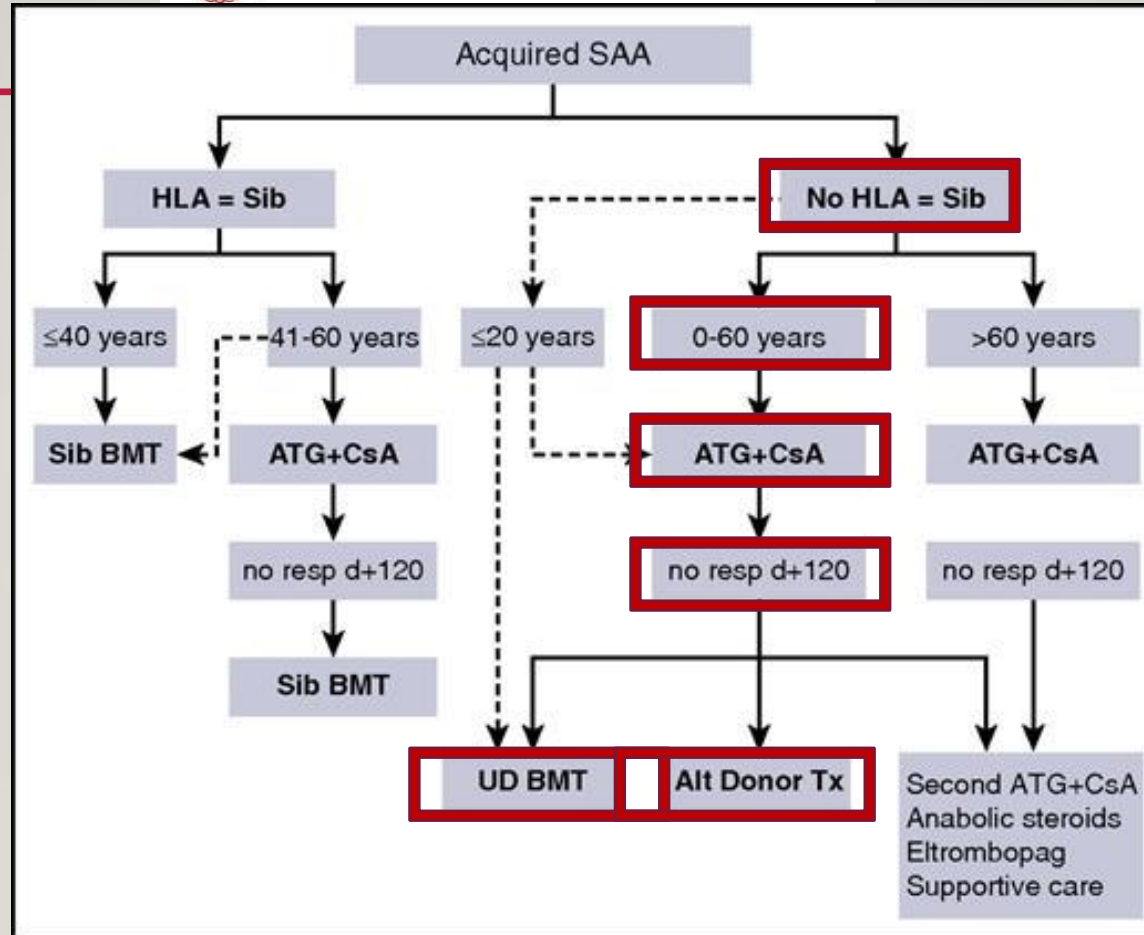 Acquired SAA
HLA = Sib
No HLA = Sib
≤40 years
41-60 years
≤20 years
0-60 years
>60 years
Sib BMT
ATG+CsA
ATG+CsA
ATG+CsA
no resp d+120
no resp d+120
no resp d+120
Sib BMT
UD BMT
Alt Donor Tx
Second ATG+CsA
Anabolic steroids
Eltrombopag
Supportive care